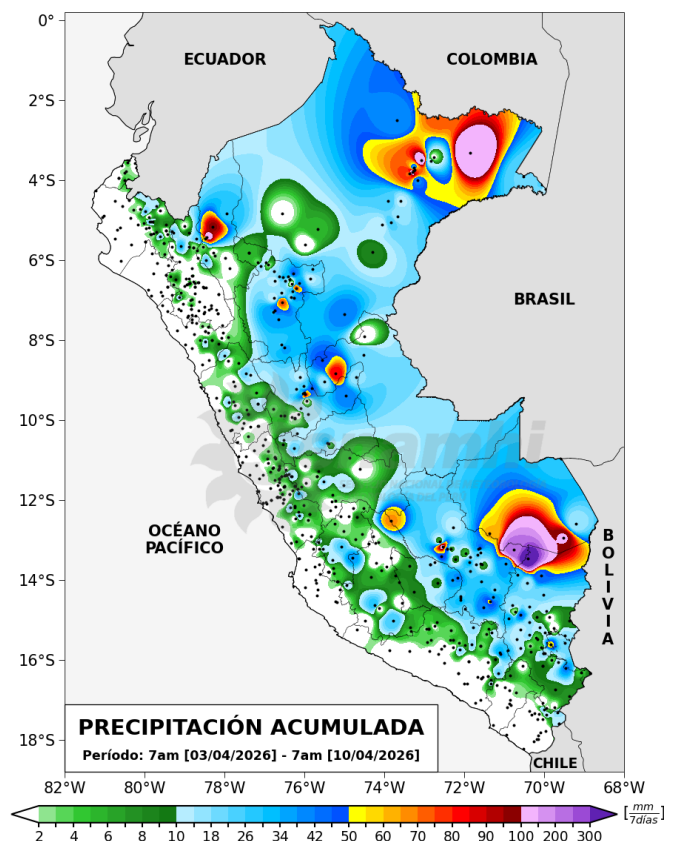 0°
2°S
4°S
6°S
8°S
10°S
12°S
14°S
16°S
18°S
ECUADOR
COLOMBIA
BRASIL
OCÉANO
PACÍFICO
B
O
L
I
V
I
A
CHILE
PRECIPITACIÓN ACUMULADA
Período: 7am [03/04/2026] - 7am [10/04/2026]
82°W 80°W 78°W 76°W 74°W 72°W 70°W 68°W
2 4 6 8 10 18 26 34 42 50 60 70 80 90 100 200 300
[mm/7días]